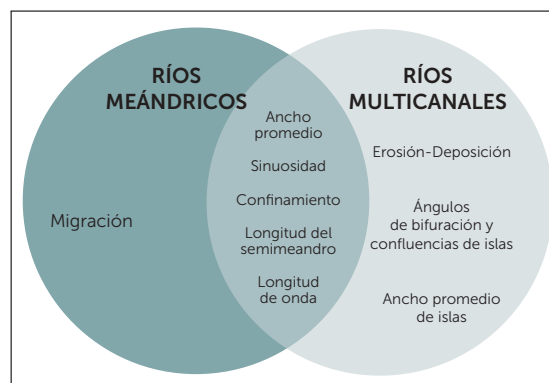 RÍOS
MEÁNDRICOS
Migración
Ancho
promedio
Sinuosidad
Confinamiento
Longitud del
semimeandro
Longitud
de onda
RÍOS
MULTICANALES
Erosión-Deposición
Ángulos
de bifuración y
confluencias de islas
Ancho promedio
de islas